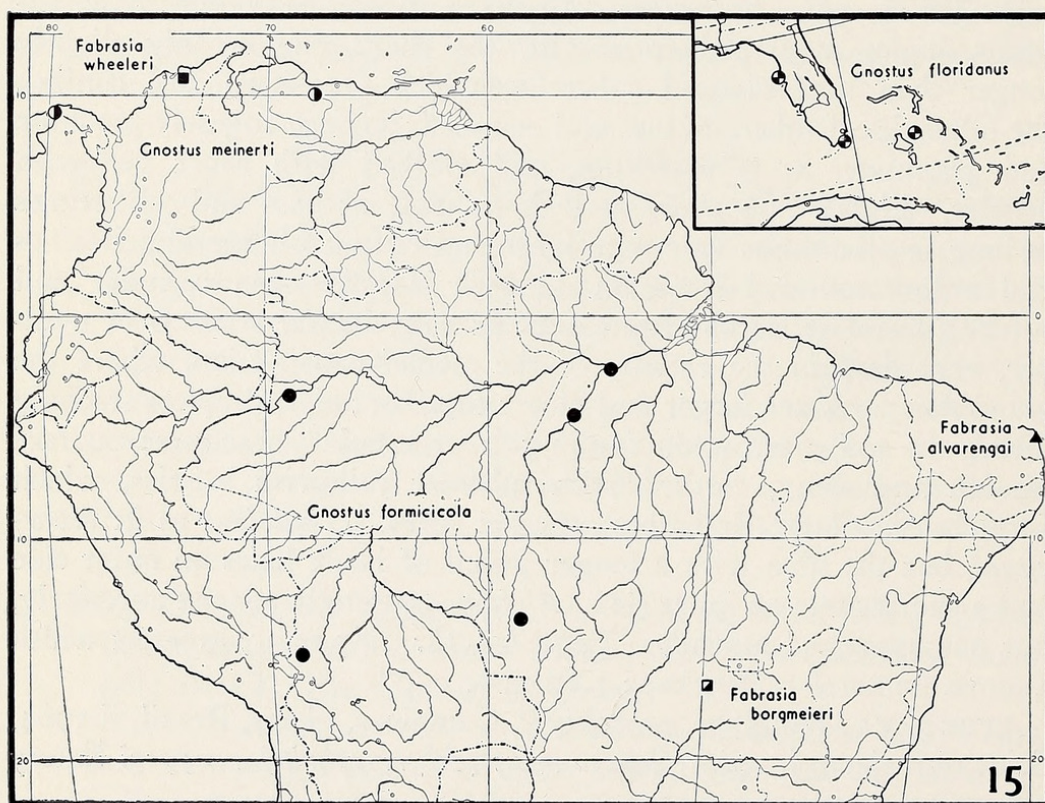 80
70
60
Fabrasia
wheeleri
Gnostus floridanus
10
Gnostus meinerti
0
0
Fabrasia
alvarengai
Gnostus formicicola
10
10
Fabrasia
borgmeieri
20
20
15